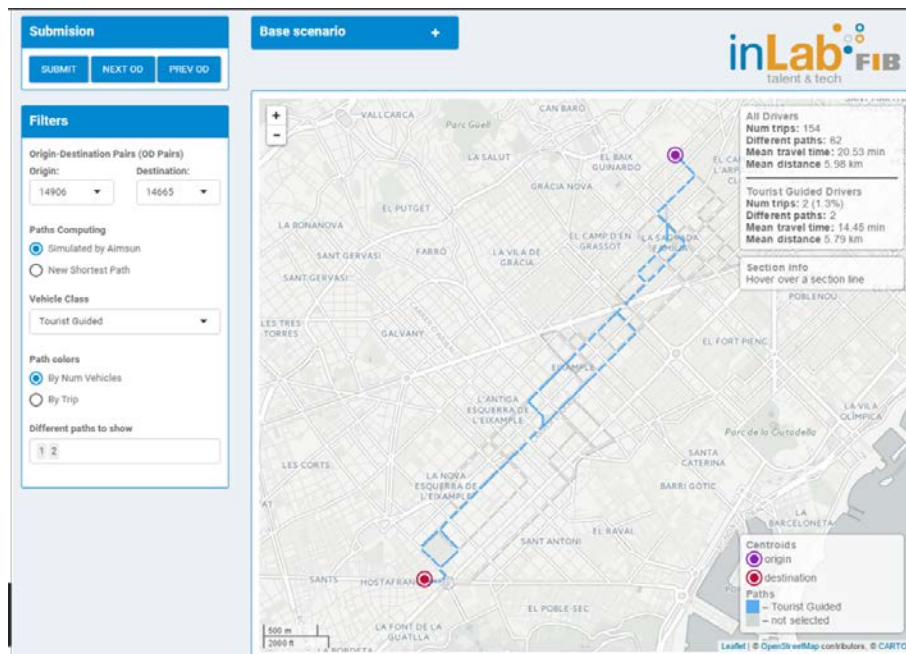 Submision
SUBMIT NEXT OD PREV OD
Filters
Origin-Destination Pairs (OD Pairs)
Origin: Destination:
14906 14665
Paths Computing
Simulated by Aimsun
New Shortest Path
Vehicle Class
Tourist Guided
Path colors
By Num Vehicles
By Trip
Different paths to show
1 2
Base scenario +
inLab FIB
talent & tech
+
-
All Drivers
Num trips: 154
Different paths: 62
Mean travel time: 20.53 min
Mean distance 5.98 km
Tourist Guided Drivers
Num trips: 2 (1.3%)
Different paths: 2
Mean travel time: 14.45 min
Mean distance 5.79 km
Section info
Hover over a section line
VALLCARCA
CAN BARÓ
Parc Güell
LA SALUT
EL BAIX
GUINARDÓ
GRÀCIA NOVA
EL PUTGET
LA BONANOVA
EL CAMP D'EN
GRASSOT
LA SAGRADA
FAMÍLIA
SANT GERVASI
FARRÓ
LA VILA DE
GRÀCIA
SANT GERVASI
POBLENOU
LES TRES
TORRES
GALVANY
EL FORT PIENC
EIXAMPLE
L'ANTIGA
ESQUERRA DE
L'EIXAMPLE
LA VILA
OLÍMPICA
Parc de la Ciutadella
SANTA
CATERINA
LES CORTS
LA NOVA
ESQUERRA DE
L'EIXAMPLE
BARRI GÒTIC
LA
BARCELONETA
EL RAVAL
SANT ANTONI
SANTS
HOSTAFRANCS
EL POBLE-SEC
LA FONT DE LA
GUATLLA
LA BORDETA
Centroids
origin
destination
Paths
– Tourist Guided
– not selected
500 m
2000 ft
Leaflet | © OpenStreetMap contributors, © CARTO